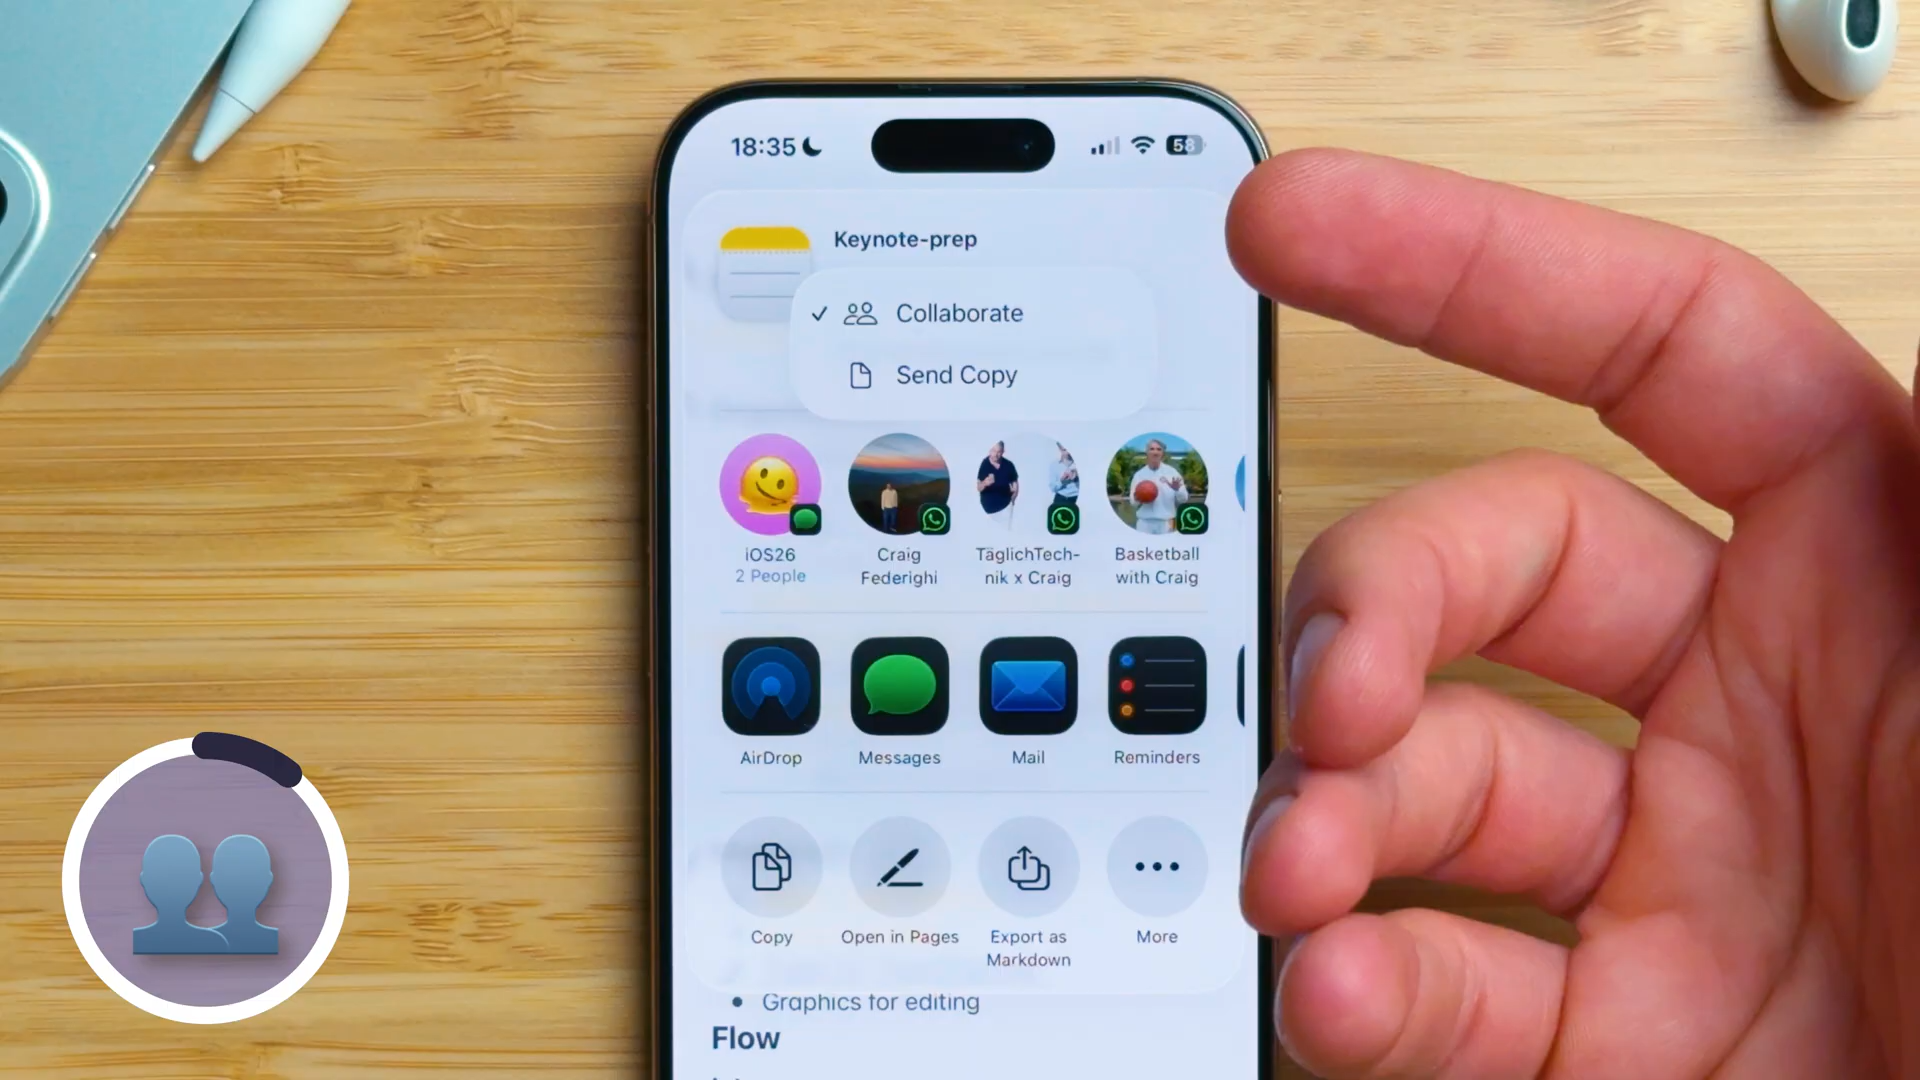 18:35
58
Keynote-prep
✓ Collaborate
Send Copy
iOS26
2 People
Craig
Federighi
TäglichTech-
nik x Craig
Basketball
with Craig
AirDrop
Messages
Mail
Reminders
Copy
Open in Pages
Export as
Markdown
More
• Graphics for editing
Flow